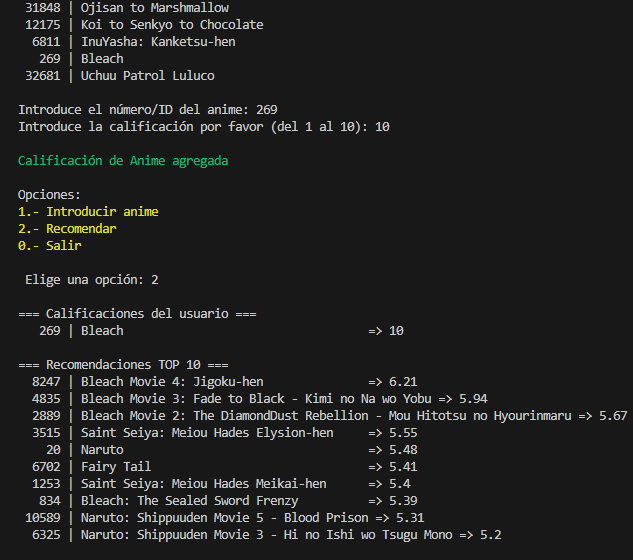 31848 | Ojisan to Marshmallow
12175 | Koi to Senkyo to Chocolate
6811 | InuYasha: Kanketsu-hen
269 | Bleach
32681 | Uchuu Patrol Luluco
Introduce el número/ID del anime: 269
Introduce la calificación por favor (del 1 al 10): 10
Calificación de Anime agregada
Opciones:
1.- Introducir anime
2.- Recomendar
0.- Salir
Elige una opción: 2
=== Calificaciones del usuario ===
269 | Bleach => 10
=== Recomendaciones TOP 10 ===
8247 | Bleach Movie 4: Jigoku-hen => 6.21
4835 | Bleach Movie 3: Fade to Black - Kimi no Na wo Yobu => 5.94
2889 | Bleach Movie 2: The DiamondDust Rebellion - Mou Hitotsu no Hyourinmaru => 5.67
3515 | Saint Seiya: Meiou Hades Elysion-hen => 5.55
20 | Naruto => 5.48
6702 | Fairy Tail => 5.41
1253 | Saint Seiya: Meiou Hades Meikai-hen => 5.4
834 | Bleach: The Sealed Sword Frenzy => 5.39
10589 | Naruto: Shippuuden Movie 5 - Blood Prison => 5.31
6325 | Naruto: Shippuuden Movie 3 - Hi no Ishi wo Tsugu Mono => 5.2